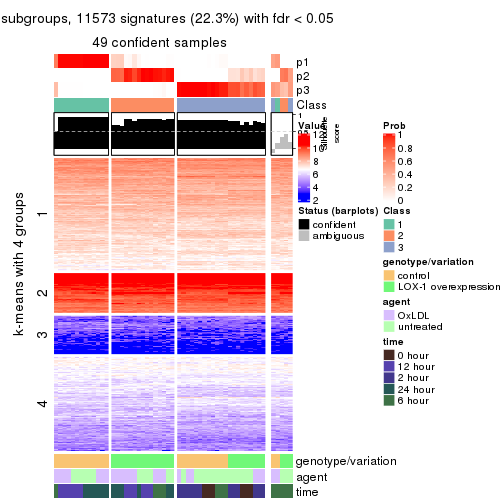 subgroups, 11573 signatures (22.3%) with fdr < 0.05
49 confident samples
p1
p2
p3
Class
1
Silhouette
score
k-means with 4 groups
1
2
3
4
genotype/variation
agent
time
Value
12
10
8
6
4
2
Status (barplots)
confident
ambiguous
Prob
1
0.8
0.6
0.4
0.2
0
Class
1
2
3
genotype/variation
control
LOX-1 overexpression
agent
OxLDL
untreated
time
0 hour
12 hour
2 hour
24 hour
6 hour